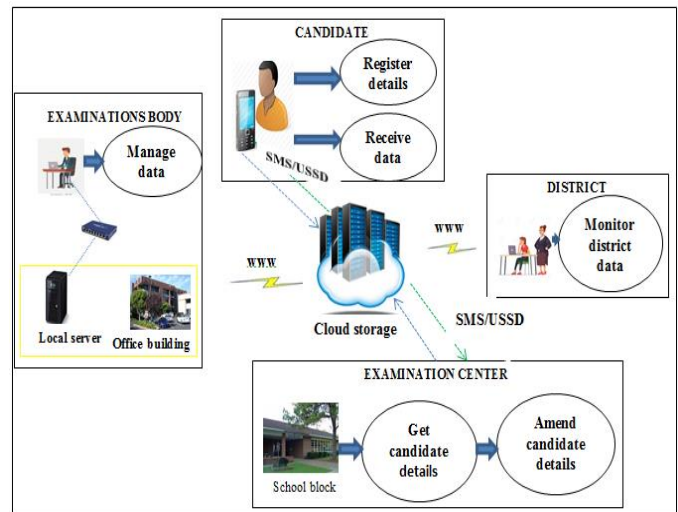 CANDIDATE
Register
details
Receive
data
SMS/USSD
EXAMINATIONS BODY
Manage
data
Local server
Office building
WWW
Cloud storage
WWW
SMS/USSD
DISTRICT
Monitor
district
data
EXAMINATION CENTER
School block
Get
candidate
details
Amend
candidate
details